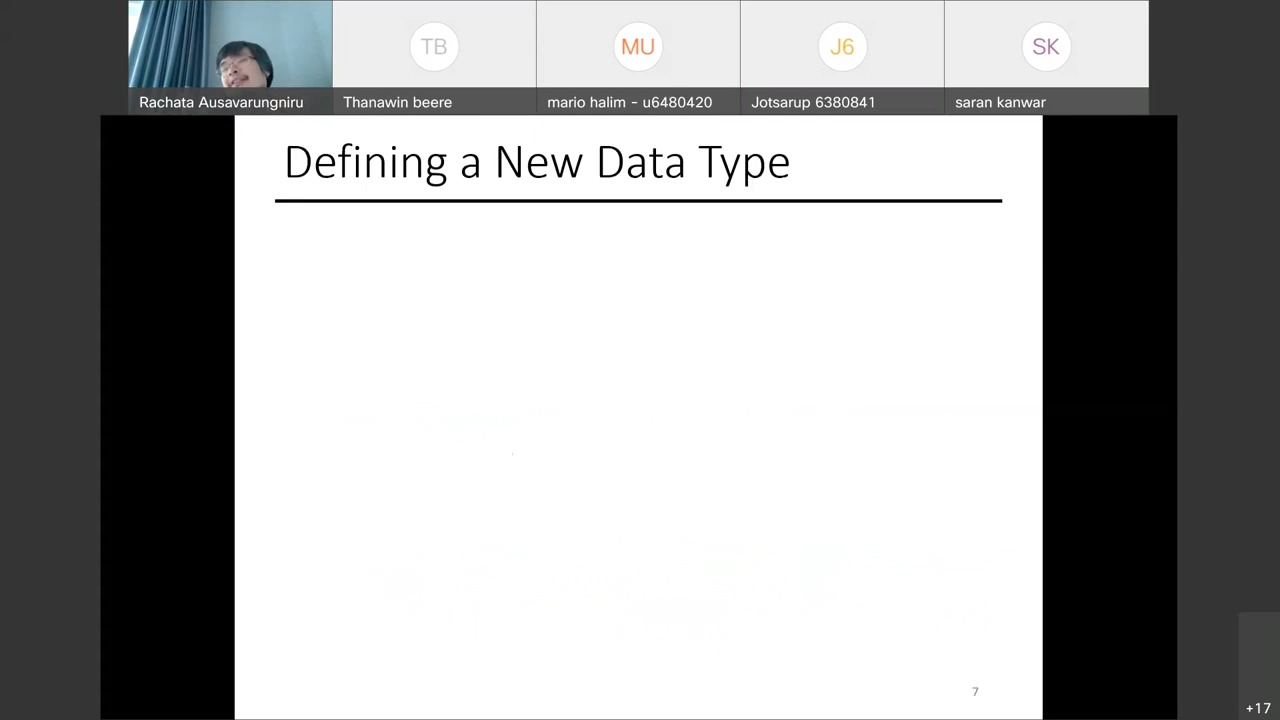 TB
MU
J6
SK
Rachata Ausavarungniru
Thanawin beere
mario halim - u6480420
Jotsarup 6380841
saran kanwar
Defining a New Data Type
7
+17